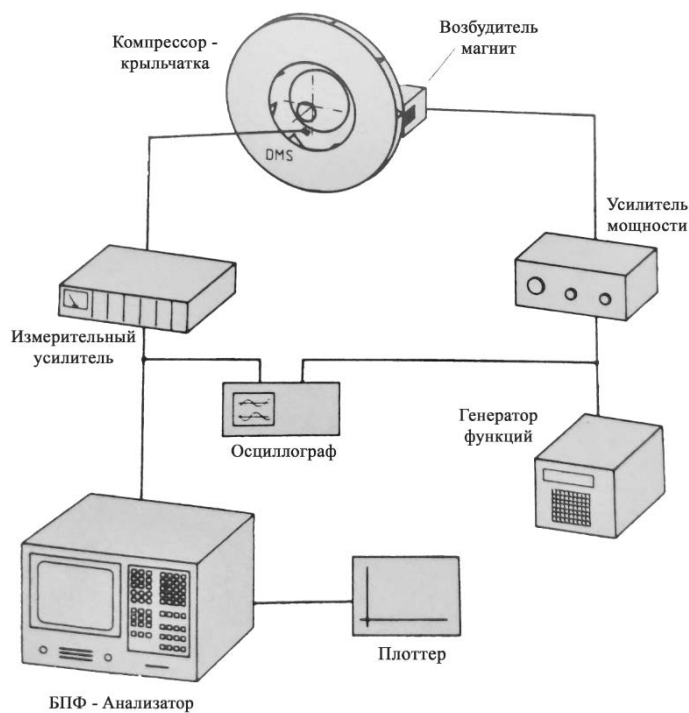 Компрессор -
крыльчатка
Возбудитель
магнит
DMS
Усилитель
мощности
Измерительный
усилитель
Осциллограф
Генератор
функций
Плоттер
БПФ - Анализатор